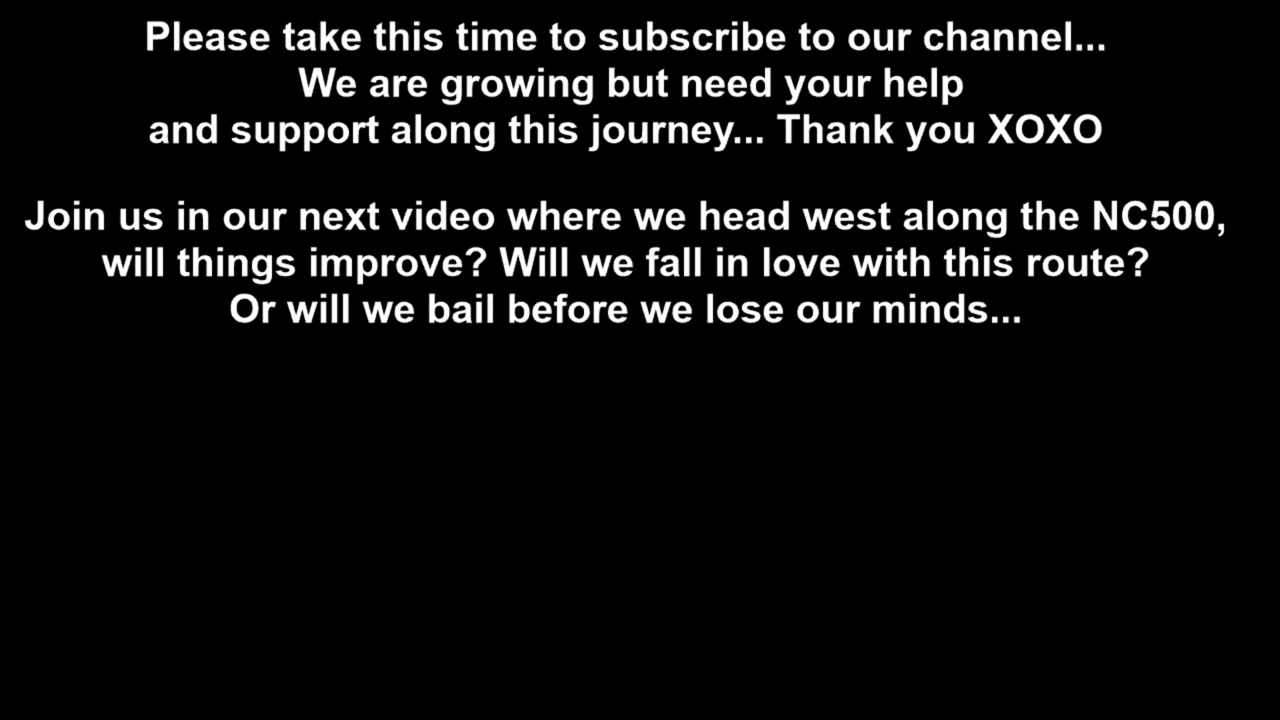 Please take this time to subscribe to our channel...
We are growing but need your help
and support along this journey... Thank you XOXO
Join us in our next video where we head west along the NC500,
will things improve? Will we fall in love with this route?
Or will we bail before we lose our minds...